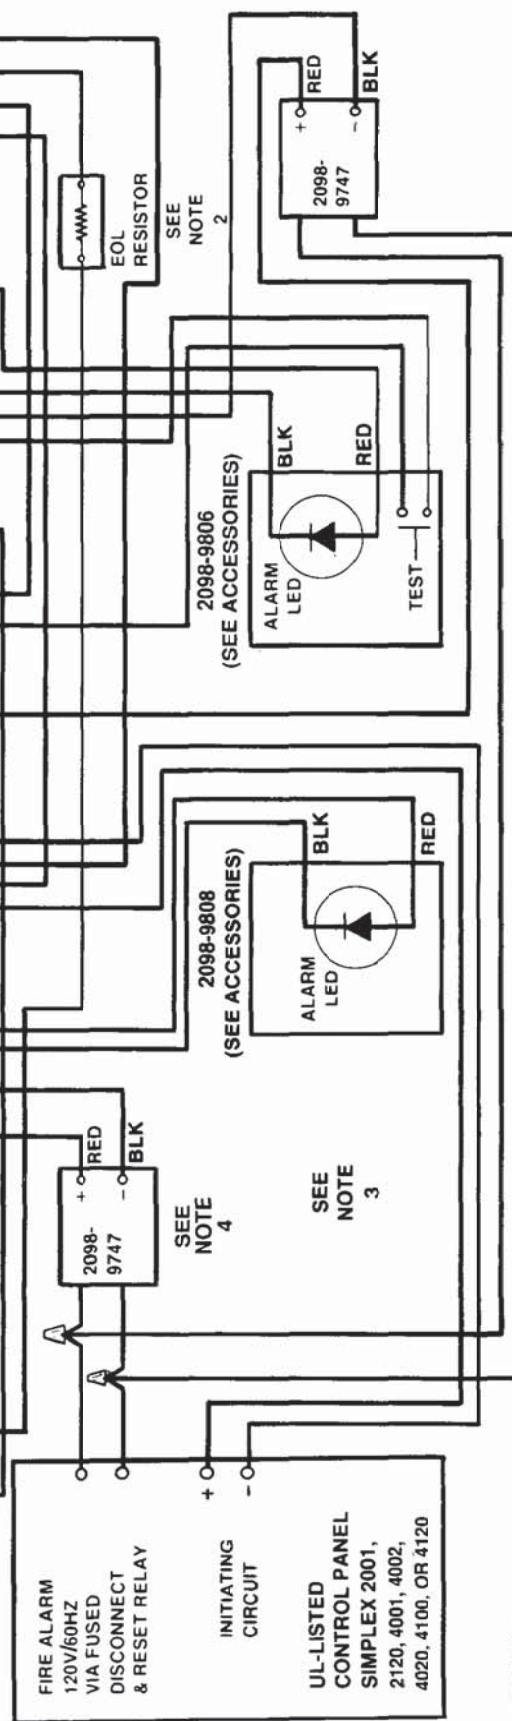 RED
BLK
+
-
2098-
9747
EOL
RESISTOR
SEE
NOTE
2
BLK
RED
2098-9806
(SEE ACCESSORIES)
ALARM
LED
TEST
BLK
RED
2098-9808
(SEE ACCESSORIES)
ALARM
LED
RED
BLK
+
-
2098-
9747
SEE
NOTE
4
SEE
NOTE
3
+
-
FIRE ALARM
120V/60HZ
VIA FUSED
DISCONNECT
& RESET RELAY
INITIATING
CIRCUIT
UL-LISTED
CONTROL PANEL
SIMPLEX 2001,
2120, 4001, 4002,
4020, 4100, OR 4120